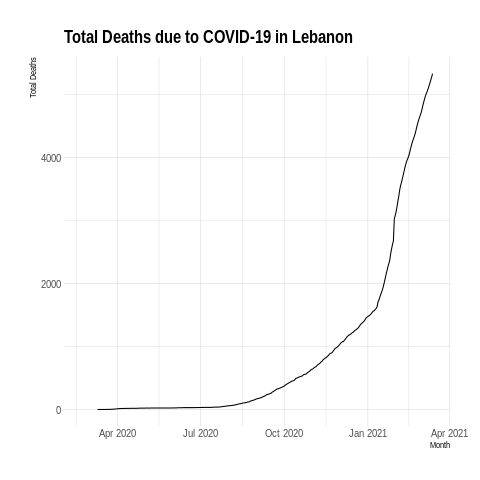 Total Deaths due to COVID-19 in Lebanon
Total Deaths
4000
2000
0
Apr 2020 Jul 2020 Oct 2020 Jan 2021 Apr 2021
Month